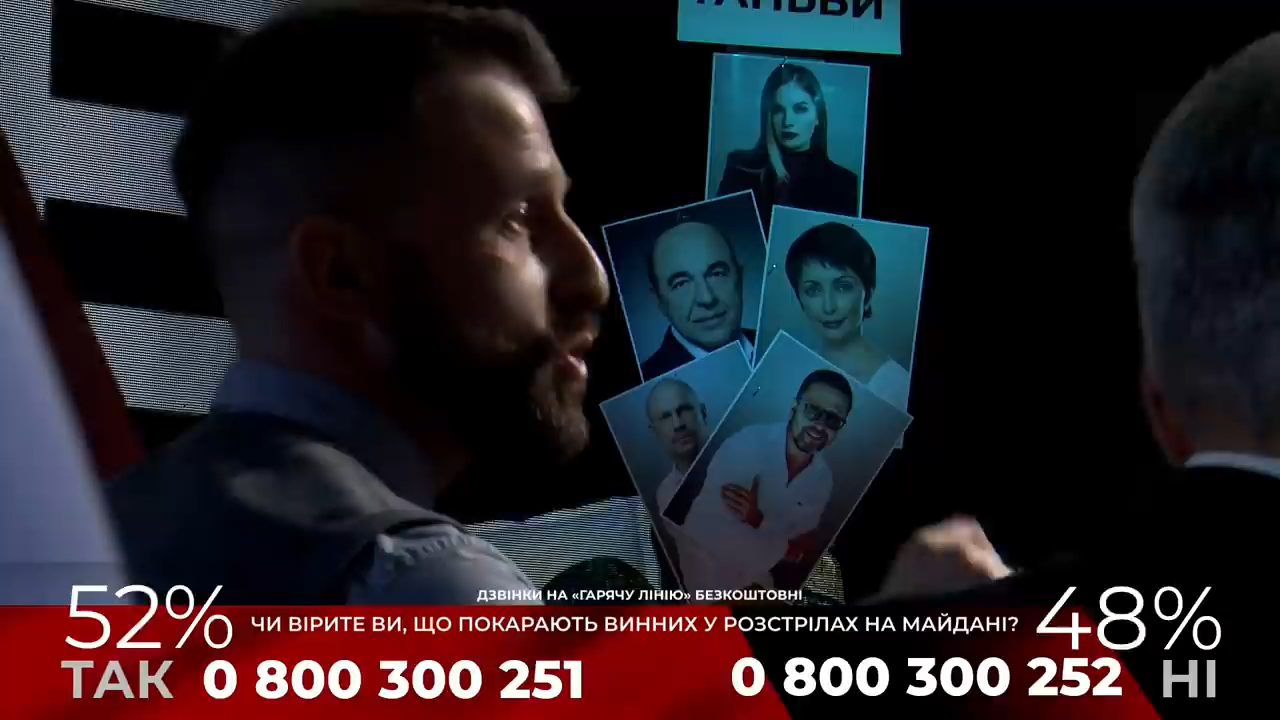 ГАНЬБИ
52%
ДЗВІНКИ НА «ГАРЯЧУ ЛІНІЮ» БЕЗКОШТОВНІ
ЧИ ВІРИТЕ ВИ, ЩО ПОКАРАЮТЬ ВИННИХ У РОЗСТРІЛАХ НА МАЙДАНІ?
48%
ТАК 0 800 300 251
0 800 300 252 НІ